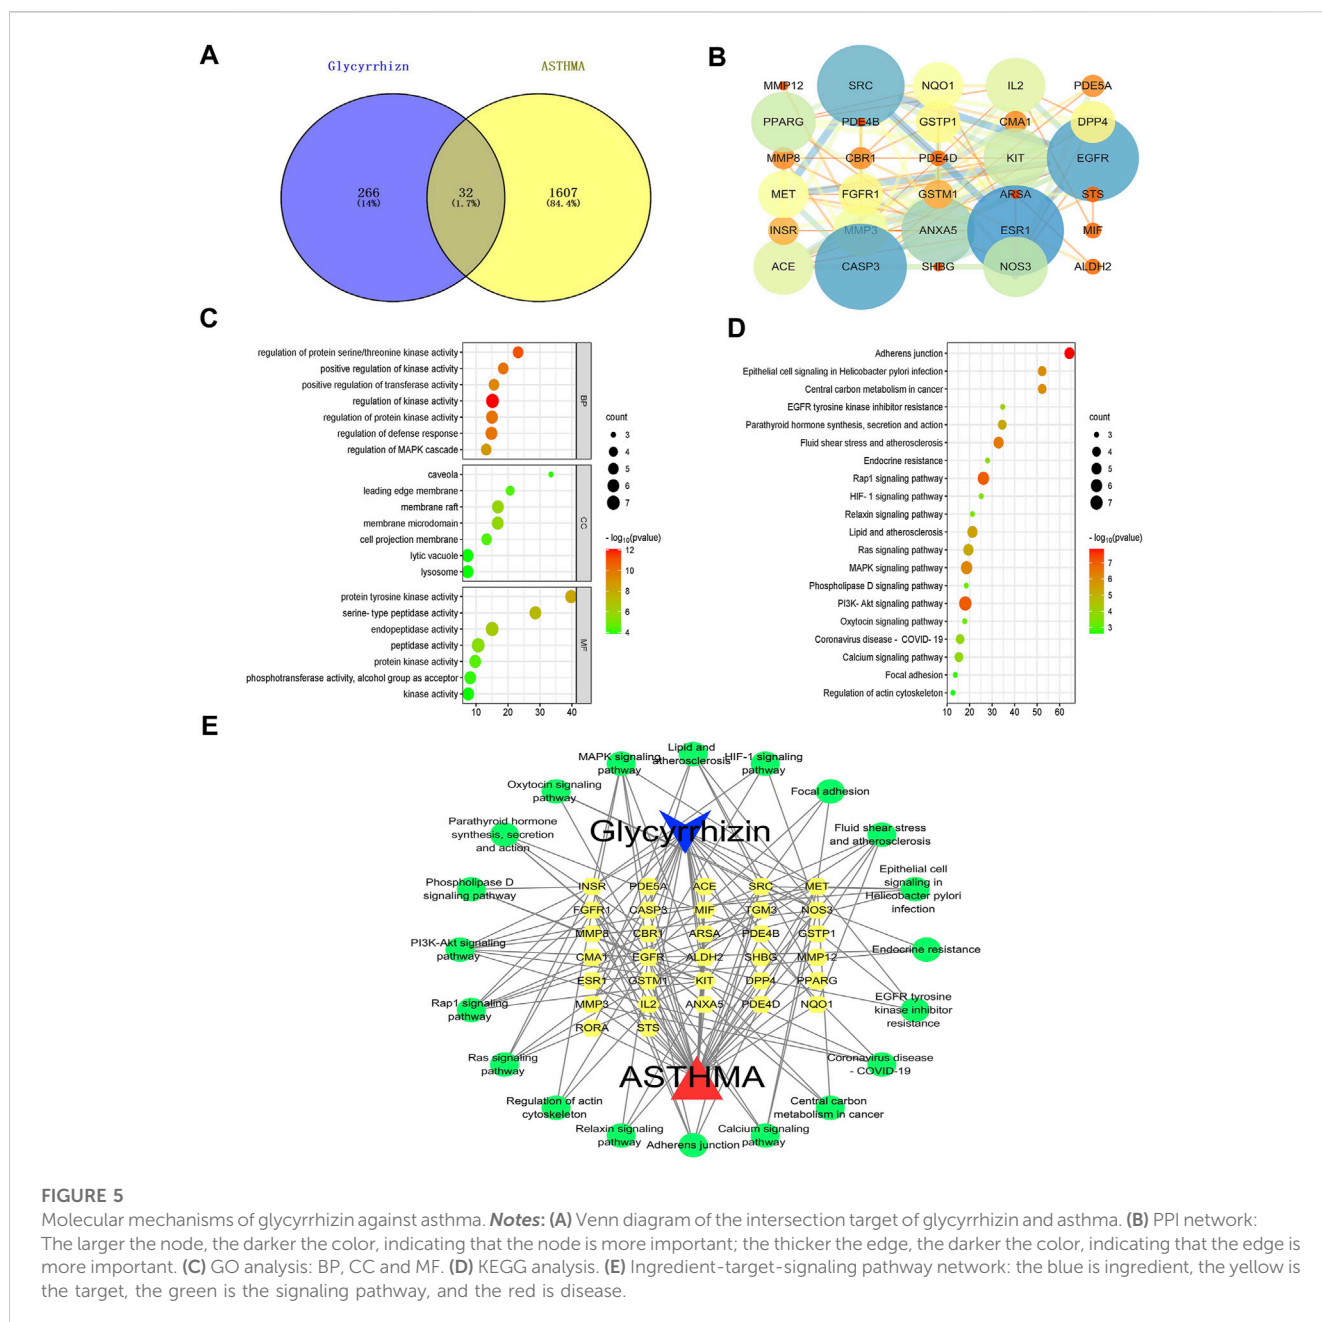 A
Glycyrrhizn
ASTHMA
266
(14%)
32
(1.7%)
1607
(84.4%)
B
MMP12
SRC
NQO1
IL2
PDE5A
PPARG
PDE4B
GSTP1
CMA1
DPP4
MMP8
CBR1
PDE4D
KIT
EGFR
MET
FGFR1
GSTM1
ARSA
STS
INSR
MMP3
ANXA5
ESR1
MIF
ACE
CASP3
SHBG
NOS3
ALDH2
C
regulation of protein serine/threonine kinase activity
positive regulation of kinase activity
positive regulation of transferase activity
regulation of kinase activity
regulation of protein kinase activity
regulation of defense response
regulation of MAPK cascade
BP
caveola
leading edge membrane
membrane raft
membrane microdomain
cell projection membrane
lytic vacuole
lysosome
CC
protein tyrosine kinase activity
serine- type peptidase activity
endopeptidase activity
peptidase activity
protein kinase activity
phosphotransferase activity, alcohol group as acceptor
kinase activity
MF
10 20 30 40
count
3
4
5
6
7
- log10(pvalue)
12
10
8
6
4
D
Adherens junction
Epithelial cell signaling in Helicobacter pylori infection
Central carbon metabolism in cancer
EGFR tyrosine kinase inhibitor resistance
Parathyroid hormone synthesis, secretion and action
Fluid shear stress and atherosclerosis
Endocrine resistance
Rap1 signaling pathway
HIF- 1 signaling pathway
Relaxin signaling pathway
Lipid and atherosclerosis
Ras signaling pathway
MAPK signaling pathway
Phospholipase D signaling pathway
PI3K- Akt signaling pathway
Oxytocin signaling pathway
Coronavirus disease - COVID- 19
Calcium signaling pathway
Focal adhesion
Regulation of actin cytoskeleton
10 20 30 40 50 60
count
3
4
5
6
7
- log10(pvalue)
7
6
5
4
3
E
MAPK signaling
pathway
Lipid and
atherosclerosis
HIF-1 signaling
pathway
Oxytocin signaling
pathway
Focal adhesion
Parathyroid hormone
synthesis, secretion
and action
Glycyrrhizin
Fluid shear stress
and atherosclerosis
Phospholipase D
signaling pathway
Epithelial cell
signaling in
Helicobacter pylori
infection
INSR PDE5A ACE SRC MET
FGFR1 CASP3 MIF TGM3 NOS3
MMP8 CBR1 ARSA PDE4B GSTP1
CMA1 EGFR ALDH2 SHBG MMP12
ESR1 GSTM1 KIT DPP4 PPARG
MMP3 IL2 ANXA5 PDE4D NQO1
RORA STS
PI3K-Akt signaling
pathway
Endocrine resistance
Rap1 signaling
pathway
EGFR tyrosine
kinase inhibitor
resistance
Ras signaling
pathway
Coronavirus disease
- COVID-19
ASTHMA
Regulation of actin
cytoskeleton
Central carbon
metabolism in cancer
Relaxin signaling
pathway
Adherens junction
Calcium signaling
pathway
FIGURE 5
Molecular mechanisms of glycyrrhizin against asthma. Notes: (A) Venn diagram of the intersection target of glycyrrhizin and asthma. (B) PPI network:
The larger the node, the darker the color, indicating that the node is more important; the thicker the edge, the darker the color, indicating that the edge is
more important. (C) GO analysis: BP, CC and MF. (D) KEGG analysis. (E) Ingredient-target-signaling pathway network: the blue is ingredient, the yellow is
the target, the green is the signaling pathway, and the red is disease.